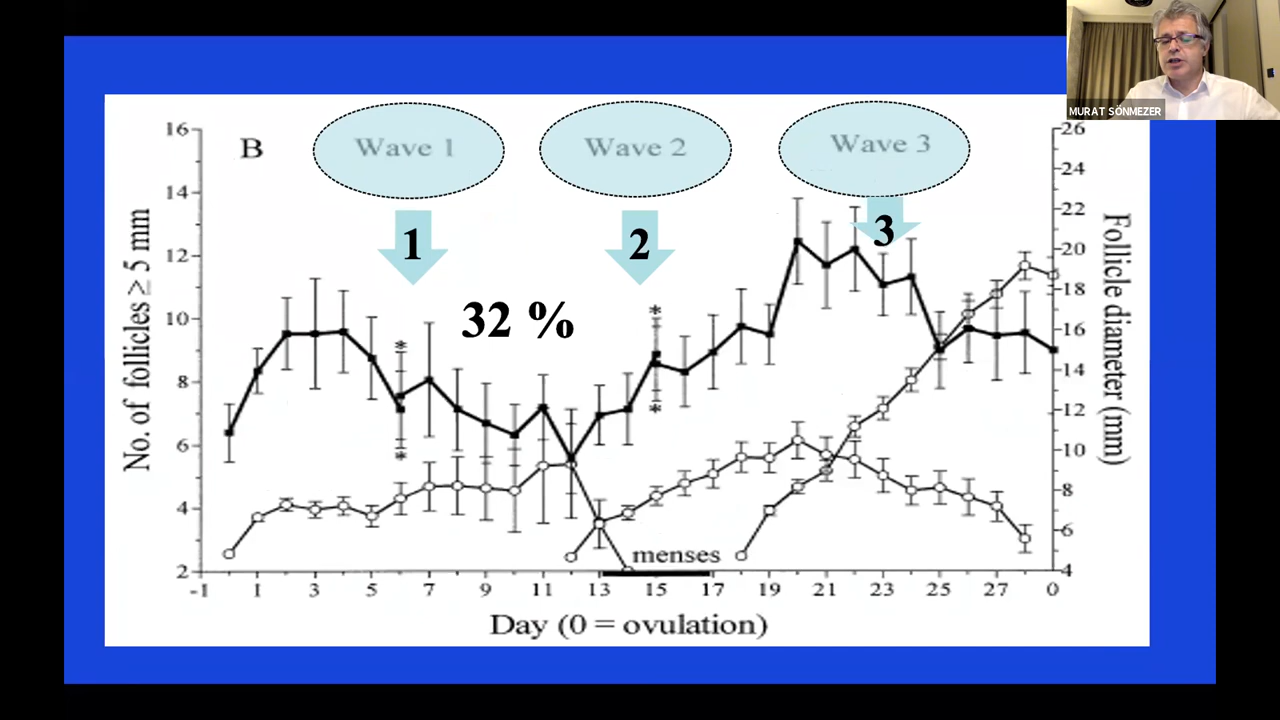 MURAT SÖNMEZER
B
Wave 1
Wave 2
Wave 3
1
2
3
32 %
No. of follicles ≥ 5 mm
16
14
12
10
8
6
4
2
Follicle diameter (mm)
26
24
22
20
18
16
14
12
10
8
6
4
*
*
*
*
menses
-1 1 3 5 7 9 11 13 15 17 19 21 23 25 27 0
Day (0 = ovulation)